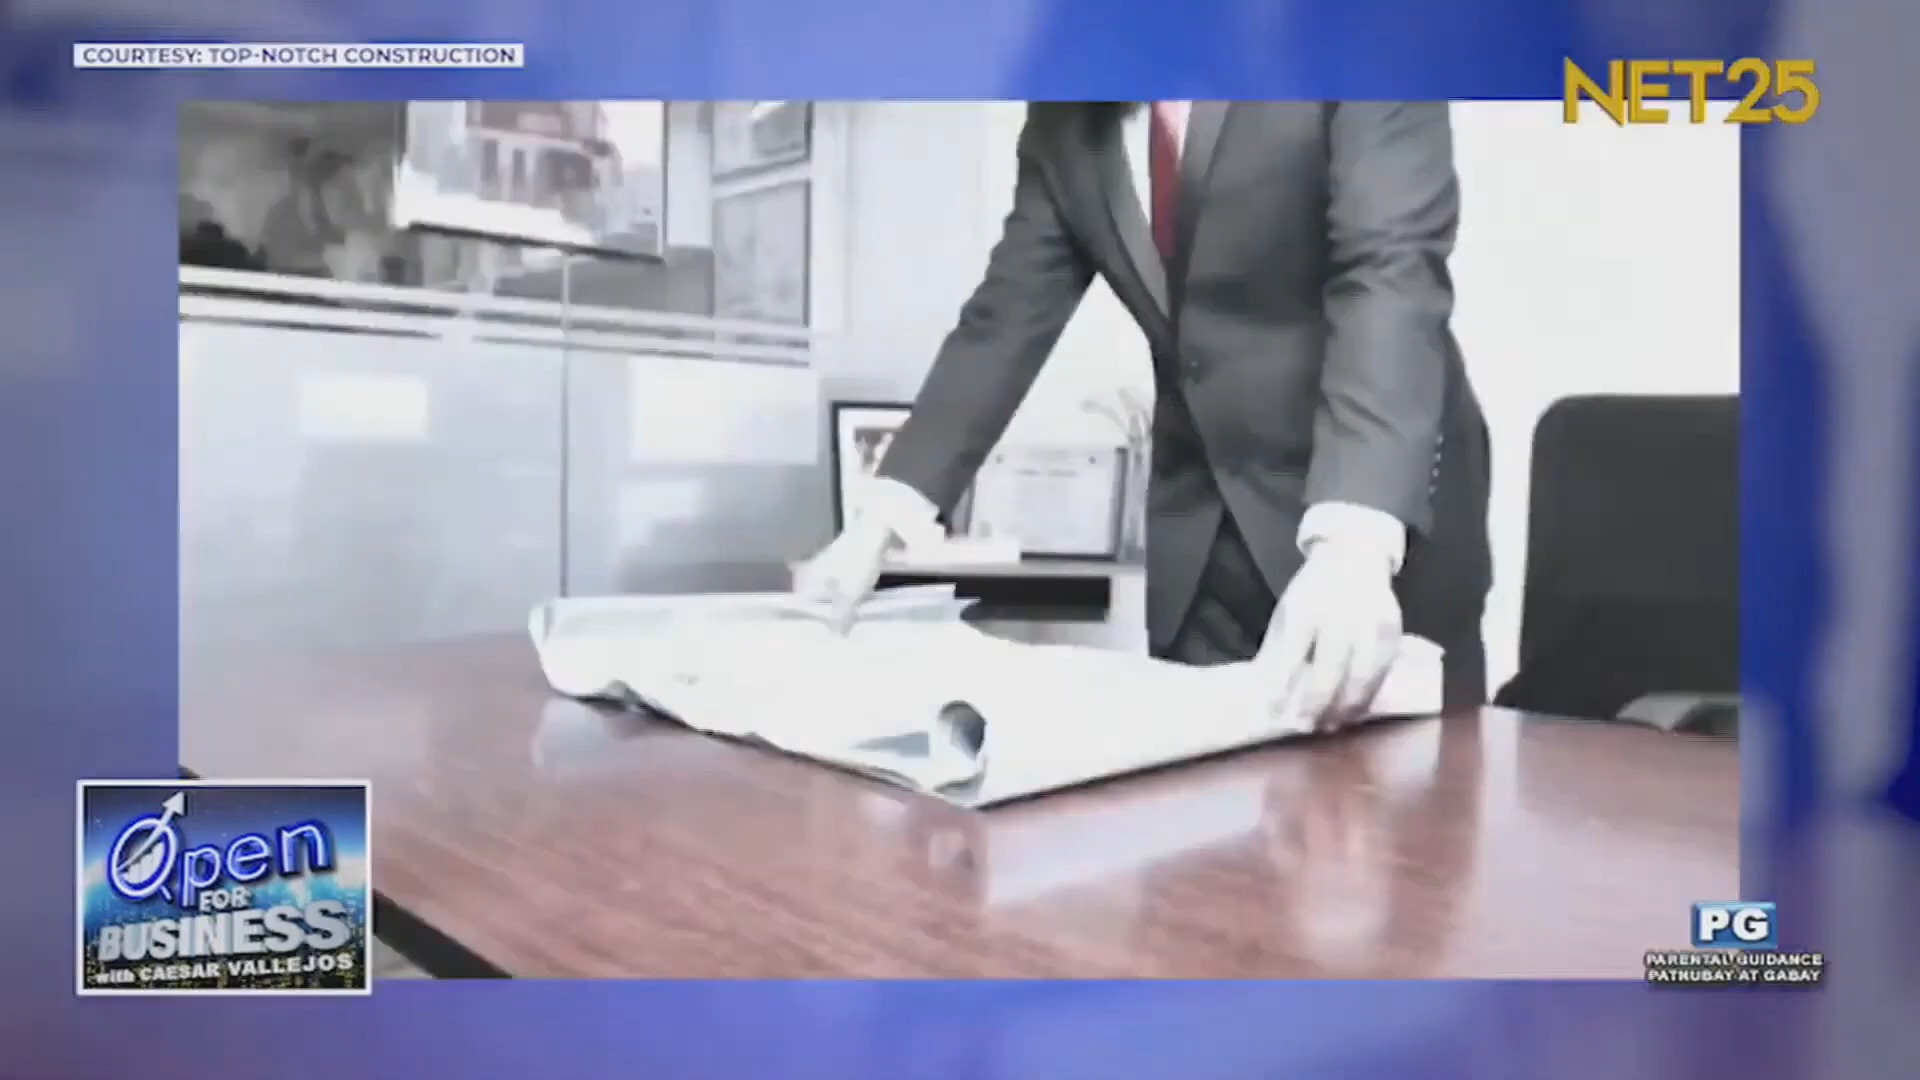 COURTESY: TOP-NOTCH CONSTRUCTION
NET25
Open
FOR
BUSINESS
with CAESAR VALLEJOS
PG
PARENTAL GUIDANCE
PATNUBAY AT GABAY